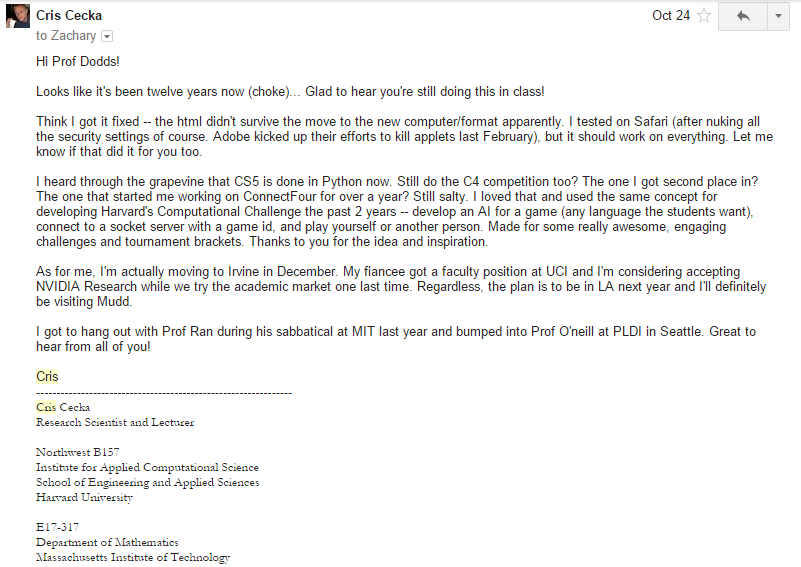 Cris Cecka
Oct 24
to Zachary
Hi Prof Dodds!
Looks like it's been twelve years now (choke)... Glad to hear you're still doing this in class!
Think I got it fixed -- the html didn't survive the move to the new computer/format apparently. I tested on Safari (after nuking all
the security settings of course. Adobe kicked up their efforts to kill applets last February), but it should work on everything. Let me
know if that did it for you too.
I heard through the grapevine that CS5 is done in Python now. Still do the C4 competition too? The one I got second place in?
The one that started me working on ConnectFour for over a year? Still salty. I loved that and used the same concept for
developing Harvard's Computational Challenge the past 2 years -- develop an AI for a game (any language the students want),
connect to a socket server with a game id, and play yourself or another person. Made for some really awesome, engaging
challenges and tournament brackets. Thanks to you for the idea and inspiration.
As for me, I'm actually moving to Irvine in December. My fiancee got a faculty position at UCI and I'm considering accepting
NVIDIA Research while we try the academic market one last time. Regardless, the plan is to be in LA next year and I'll definitely
be visiting Mudd.
I got to hang out with Prof Ran during his sabbatical at MIT last year and bumped into Prof O'neill at PLDI in Seattle. Great to
hear from all of you!
Cris
----------------------------------------------------------------
Cris Cecka
Research Scientist and Lecturer
Northwest B157
Institute for Applied Computational Science
School of Engineering and Applied Sciences
Harvard University
E17-317
Department of Mathematics
Massachusetts Institute of Technology